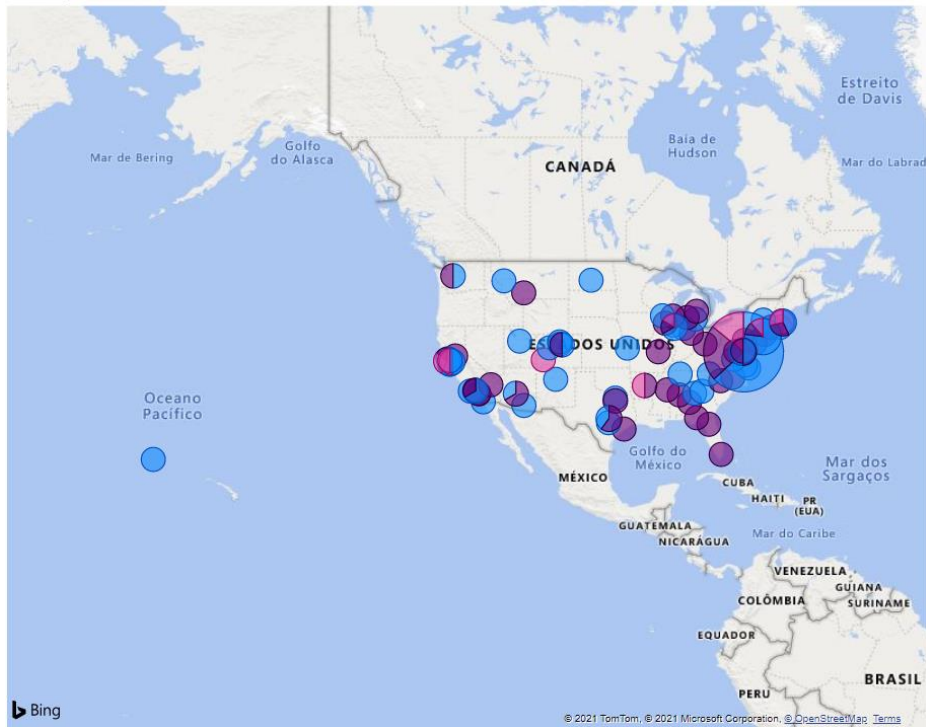 Estreito
de Davis
Golfo
do Alasca
Mar de Bering
Baia de
Hudson
Mar do Labrad
CANADÁ
ESTADOS UNIDOS
Oceano
Pacífico
Golfo do
México
Mar dos
Sargaços
MÉXICO
CUBA
HAITI
PR
(EUA)
GUATEMALA
NICARÁGUA
Mar do Caribe
VENEZUELA
GUIANA
COLÔMBIA
SURINAME
EQUADOR
BRASIL
PERU
Bing
© 2021 TomTom, © 2021 Microsoft Corporation, © OpenStreetMap Terms